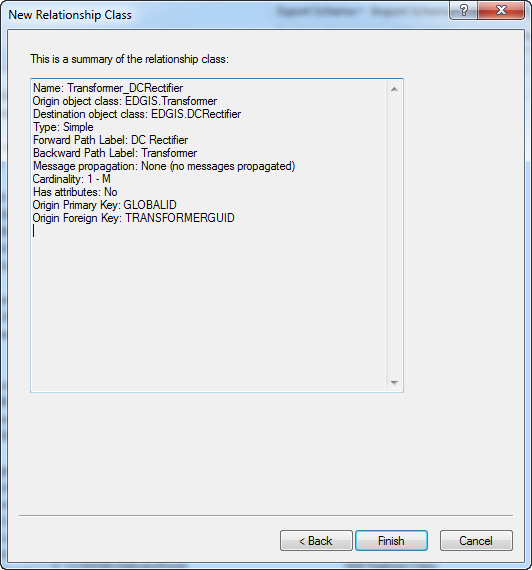 New Relationship Class
This is a summary of the relationship class:
Name: Transformer_DCRectifier
Origin object class: EDGIS.Transformer
Destination object class: EDGIS.DCRectifier
Type: Simple
Forward Path Label: DC Rectifier
Backward Path Label: Transformer
Message propagation: None (no messages propagated)
Cardinality: 1 - M
Has attributes: No
Origin Primary Key: GLOBALID
Origin Foreign Key: TRANSFORMERGUID
< Back
Finish
Cancel